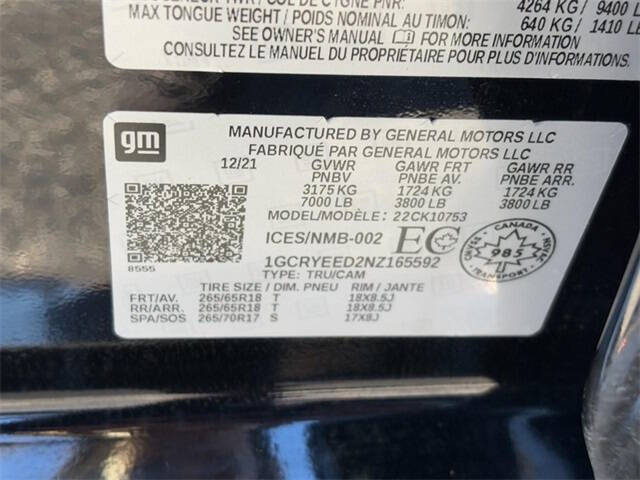 PNR: 4264 KG / 9400
MAX TONGUE WEIGHT / POIDS NOMINAL AU TIMON: 640 KG / 1410 LB
SEE OWNER'S MANUAL FOR MORE INFORMATION
CONSULTEZ LE MANUEL DU PROPRIÉTAIRE POUR PLUS D'INFORMATIONS.
gm
MANUFACTURED BY GENERAL MOTORS LLC
FABRIQUÉ PAR GENERAL MOTORS LLC
12/21 GVWR GAWR FRT GAWR RR
PNBV PNBE AV. PNBE ARR.
3175 KG 1724 KG 1724 KG
7000 LB 3800 LB 3800 LB
MODEL/MODÈLE: 22CK10753
ICES/NMB-002 EC CANADA 985 TRANSPORT
8555
1GCRYEED2NZ165592
TYPE: TRU/CAM
TIRE SIZE / DIM. PNEU RIM / JANTE
FRT/AV. 265/65R18 T 18X8.5J
RR/ARR. 265/65R18 T 18X8.5J
SPA/SOS 265/70R17 S 17X8J